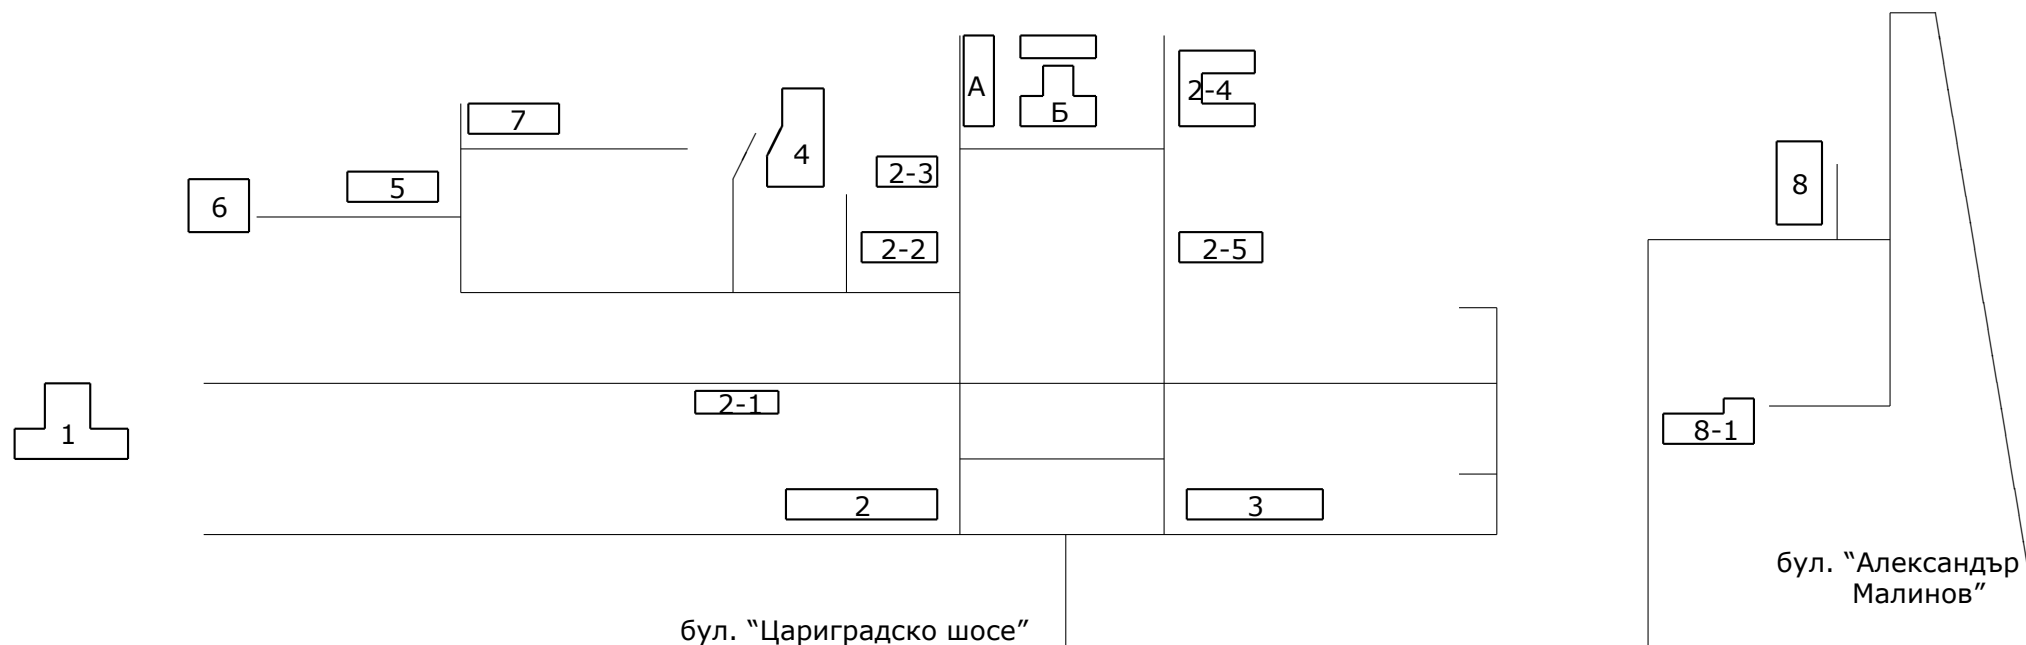 А
2-4
Б
7
4
2-3
5
8
6
2-2
2-5
2-1
1
8-1
2
3
бул. “Александър
Малинов”
бул. “Цариградско шосе”